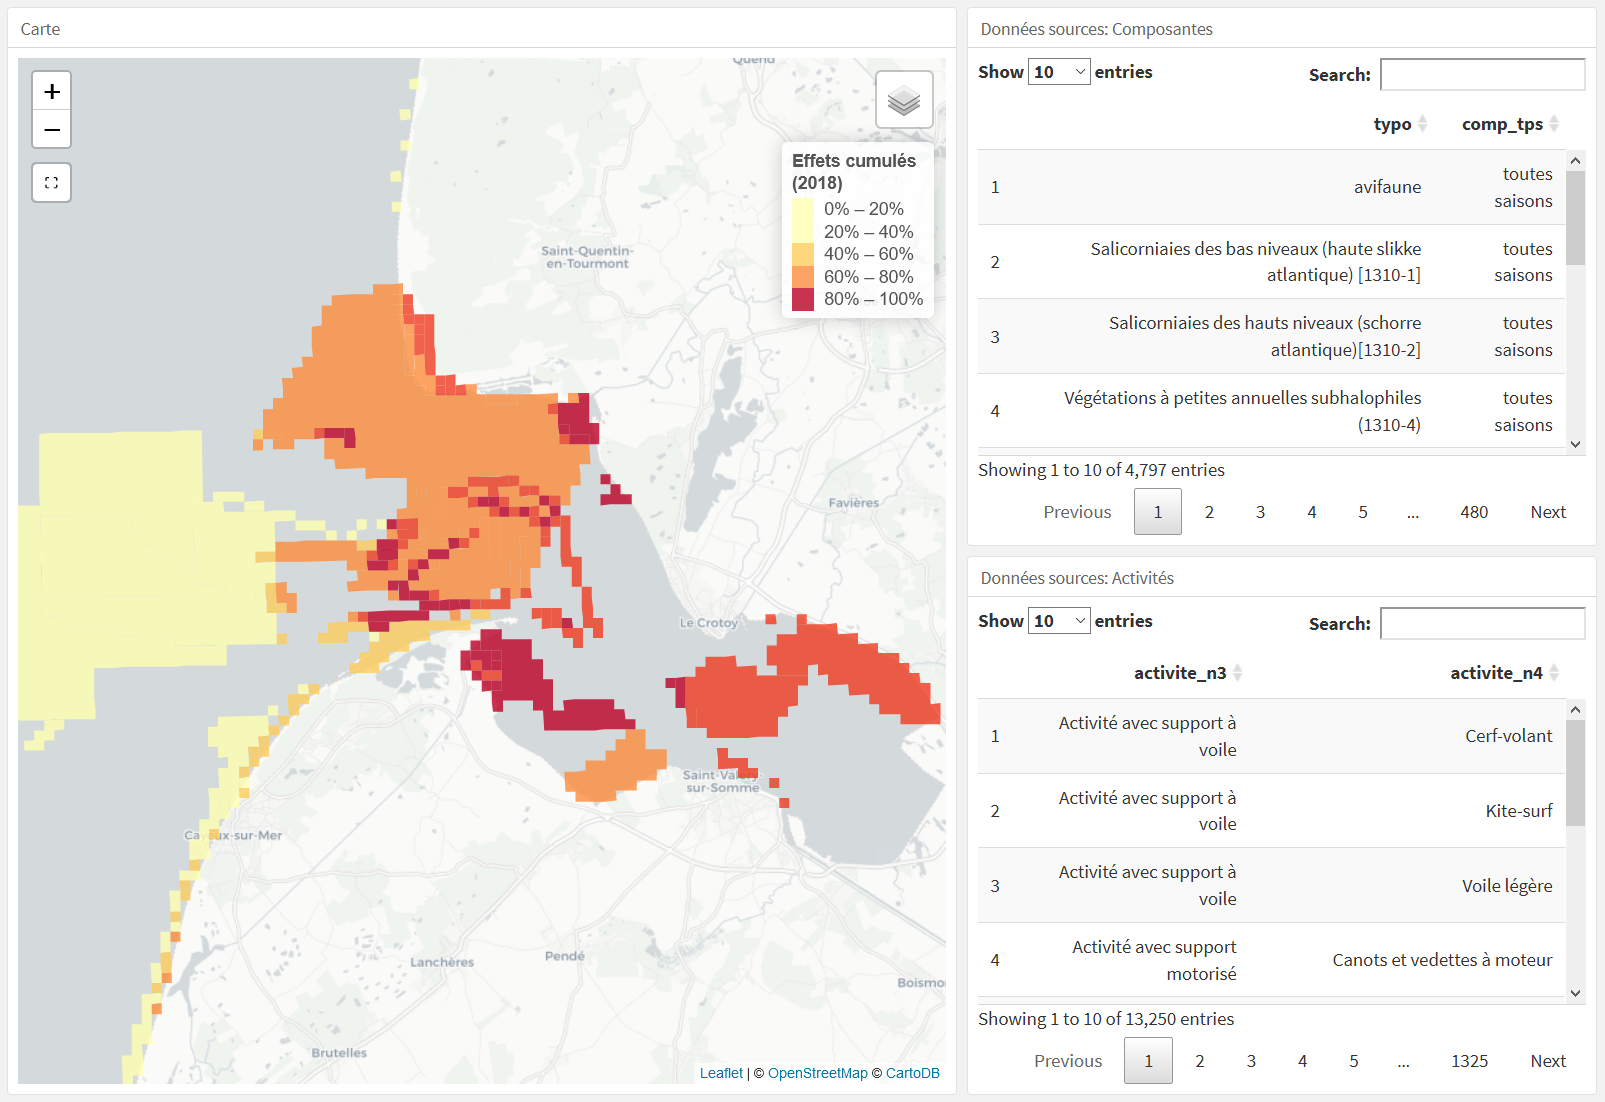 Carte
+
−
Quend
Effets cumulés
(2018)
0% – 20%
20% – 40%
40% – 60%
60% – 80%
80% – 100%
Saint-Quentin-
en-Tourmont
Favières
Le Crotoy
Saint-Valery-
sur-Somme
Cayeux-sur-Mer
Lanchères
Pendé
Boismo
Brutelles
Leaflet | © OpenStreetMap © CartoDB
Données sources: Composantes
Show 10 entries
Search:
typo comp_tps
1 avifaune toutes
saisons
2 Salicorniaies des bas niveaux (haute slikke toutes
atlantique) [1310-1] saisons
3 Salicorniaies des hauts niveaux (schorre toutes
atlantique)[1310-2] saisons
4 Végétations à petites annuelles subhalophiles toutes
(1310-4) saisons
Showing 1 to 10 of 4,797 entries
Previous 1 2 3 4 5 ... 480 Next
Données sources: Activités
Show 10 entries
Search:
activite_n3 activite_n4
1 Activité avec support à Cerf-volant
voile
2 Activité avec support à Kite-surf
voile
3 Activité avec support à Voile légère
voile
4 Activité avec support Canots et vedettes à moteur
motorisé
Showing 1 to 10 of 13,250 entries
Previous 1 2 3 4 5 ... 1325 Next